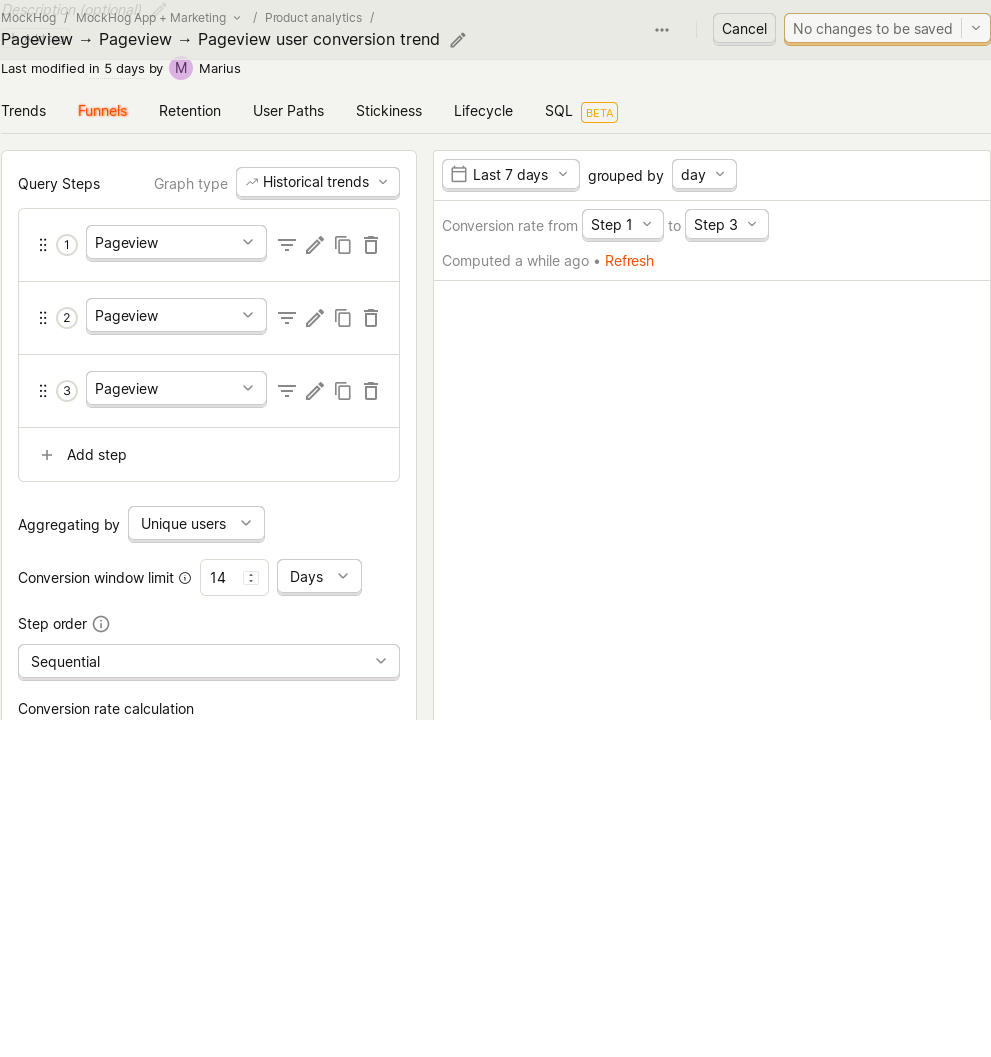 Description (optional)
MockHog / MockHog App + Marketing / Product analytics /
Pageview → Pageview → Pageview user conversion trend
Cancel
No changes to be saved
Last modified in 5 days by M Marius
Trends Funnels Retention User Paths Stickiness Lifecycle SQL BETA
Query Steps Graph type Historical trends
1 Pageview
2 Pageview
3 Pageview
Add step
Aggregating by Unique users
Conversion window limit 14 Days
Step order
Sequential
Conversion rate calculation
Last 7 days grouped by day
Conversion rate from Step 1 to Step 3
Computed a while ago • Refresh